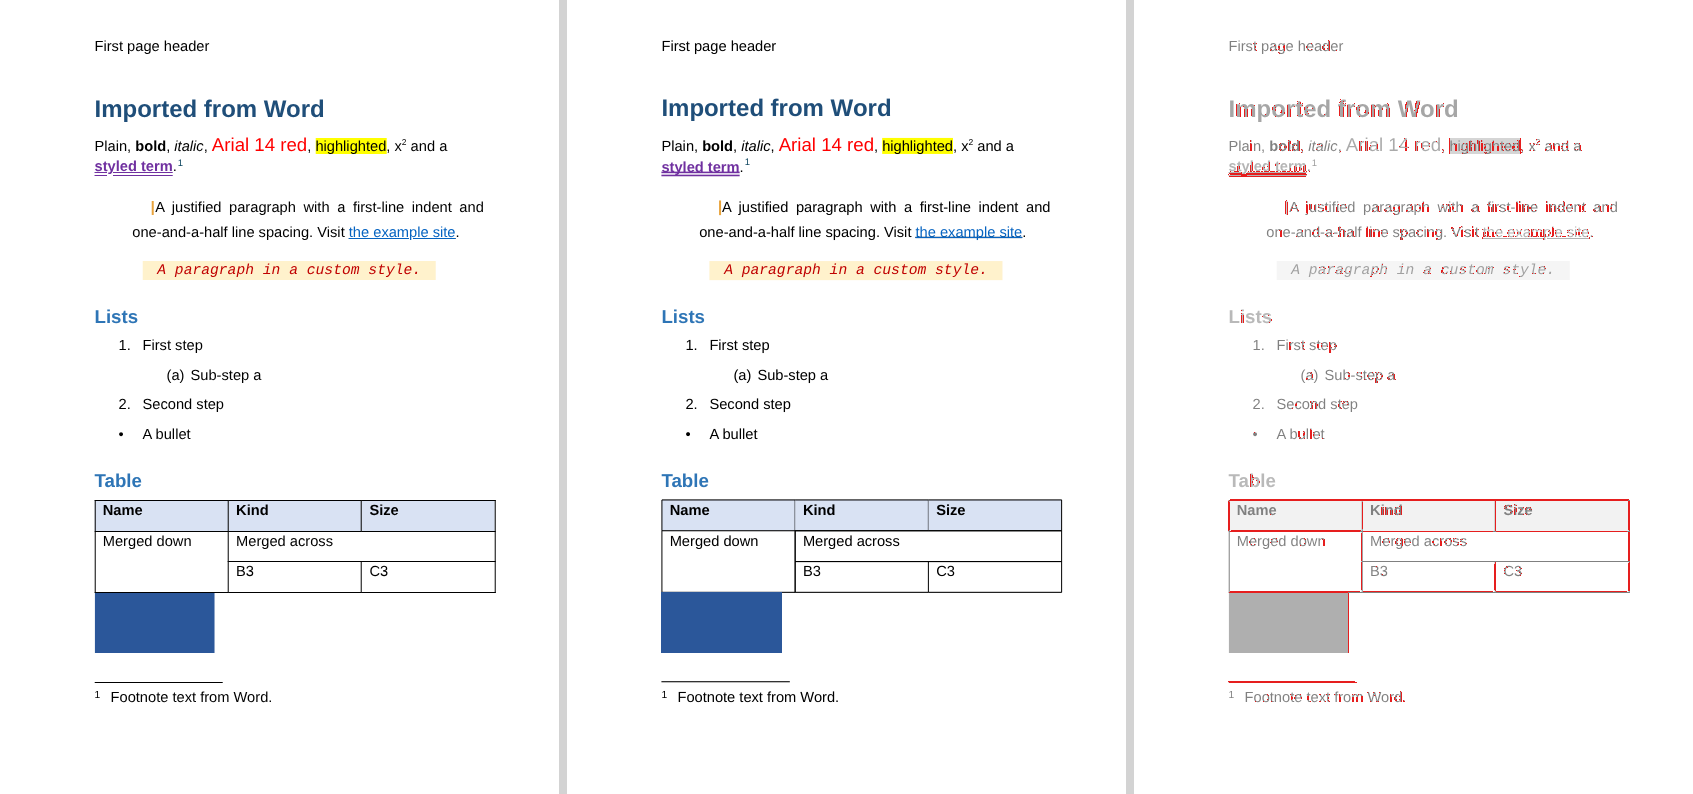 First page header
Imported from Word
Plain, bold, italic, Arial 14 red, highlighted, x² and a
styled term.¹
A justified paragraph with a first-line indent and
one-and-a-half line spacing. Visit the example site.
A paragraph in a custom style.
Lists
1. First step
(a) Sub-step a
2. Second step
• A bullet
Table
Name Kind Size
Merged down Merged across
B3 C3
¹ Footnote text from Word.
First page header
Imported from Word
Plain, bold, italic, Arial 14 red, highlighted, x² and a
styled term.¹
A justified paragraph with a first-line indent and
one-and-a-half line spacing. Visit the example site.
A paragraph in a custom style.
Lists
1. First step
(a) Sub-step a
2. Second step
• A bullet
Table
Name Kind Size
Merged down Merged across
B3 C3
¹ Footnote text from Word.
First page header
Imported from Word
Plain, bold, italic, Arial 14 red, highlighted, x² and a
styled term.¹
A justified paragraph with a first-line indent and
one-and-a-half line spacing. Visit the example site.
A paragraph in a custom style.
Lists
1. First step
(a) Sub-step a
2. Second step
• A bullet
Table
Name Kind Size
Merged down Merged across
B3 C3
¹ Footnote text from Word.